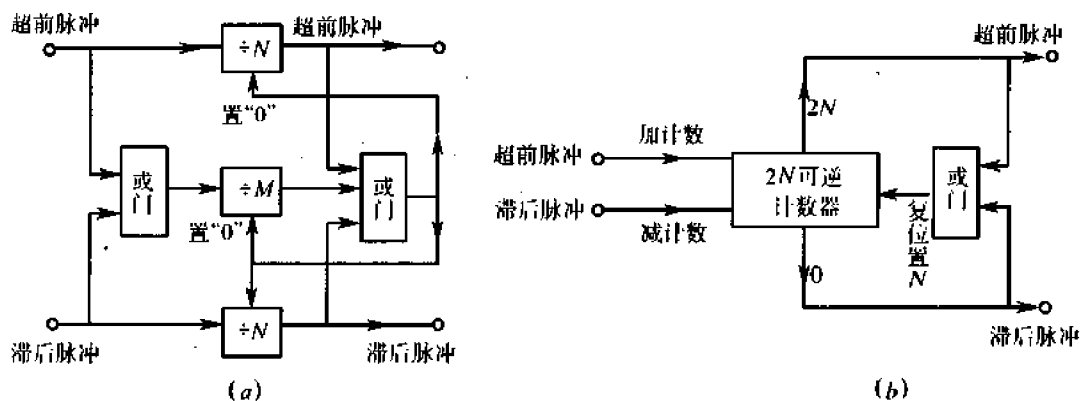 超前脉冲
÷N
超前脉冲
置“0”
或门
÷M
或门
置“0”
÷N
滞后脉冲
滞后脉冲
(a)
超前脉冲
2N
加计数
超前脉冲
2N可逆
计数器
或门
滞后脉冲
减计数
复位置N
0
滞后脉冲
(b)